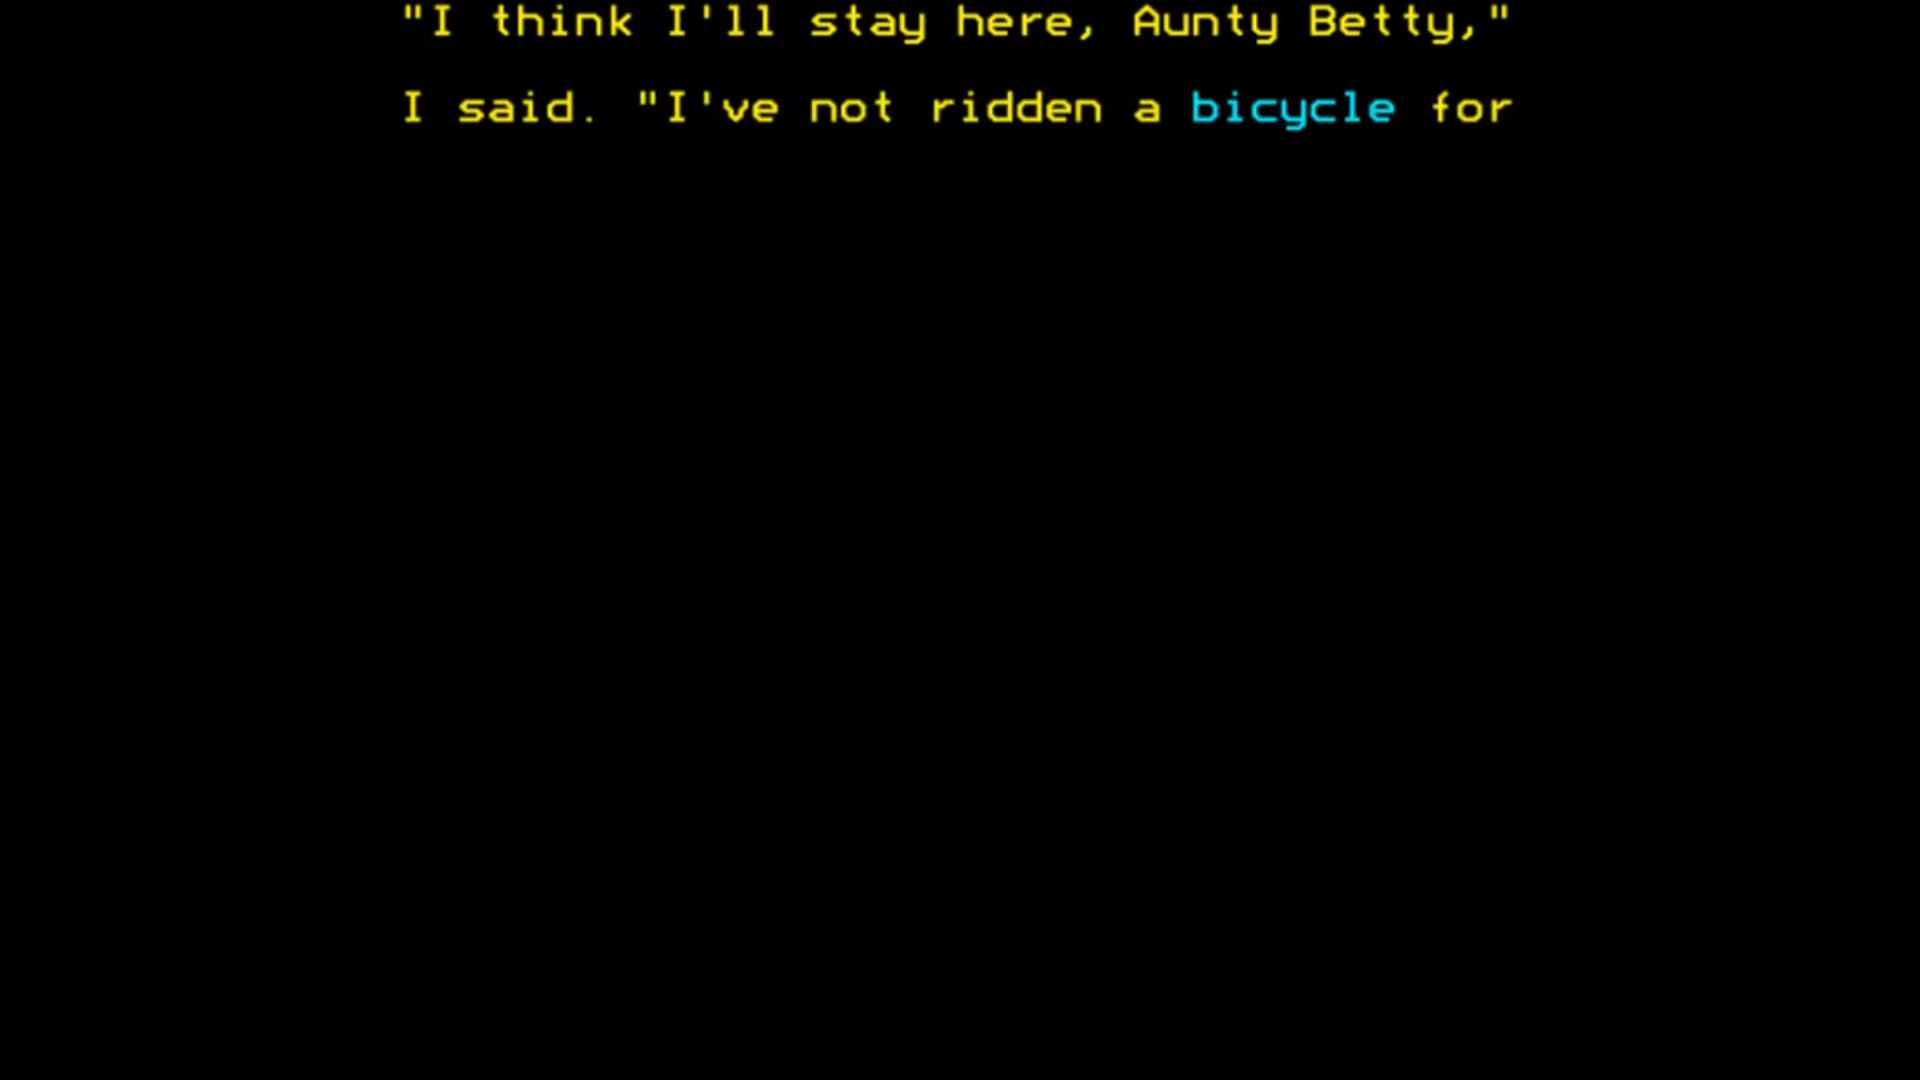 "I think I'll stay here, Aunty Betty,"
I said. "I've not ridden a bicycle for